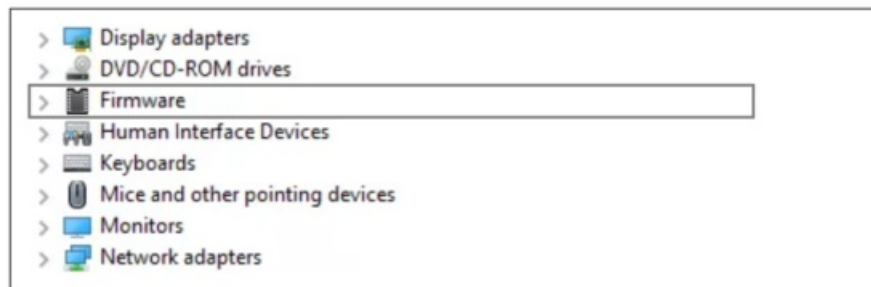 Display adapters
DVD/CD-ROM drives
Firmware
Human Interface Devices
Keyboards
Mice and other pointing devices
Monitors
Network adapters